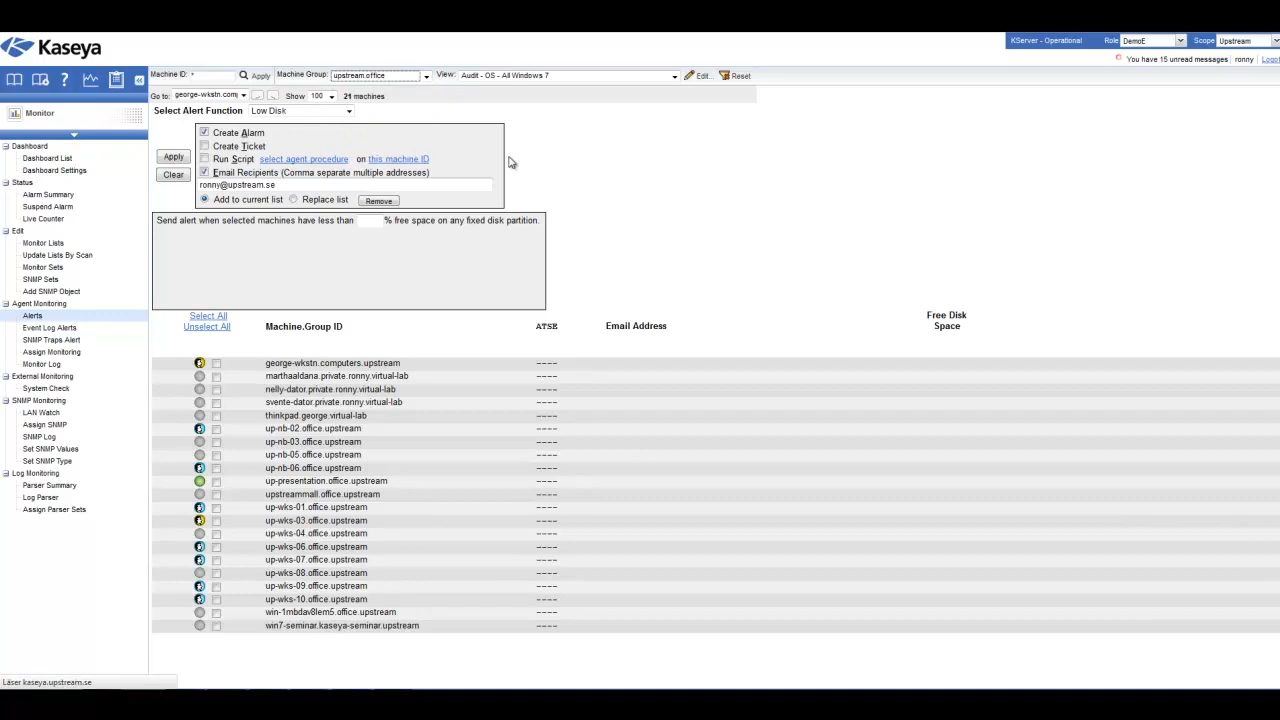 Kaseya
KServer - Operational Role DemoE Scope Upstream
You have 15 unread messages ronny
Machine ID: * Apply Machine Group: upstream.office View: Audit - OS - All Windows 7 Edit... Reset
Go to: Show 100 21 machines
Select Alert Function Low Disk
Create Alarm
Create Ticket
Run Script select agent procedure on this machine ID
Email Recipients (Comma separate multiple addresses)
ronny@upstream.se
Add to current list Replace list Remove
Apply
Clear
Send alert when selected machines have less than % free space on any fixed disk partition.
Monitor
Dashboard
Dashboard List
Dashboard Settings
Status
Alarm Summary
Suspend Alarm
Live Counter
Edit
Monitor Lists
Update Lists By Scan
Monitor Sets
SNMP Sets
Add SNMP Object
Agent Monitoring
Alerts
Event Log Alerts
SNMP Traps Alert
Assign Monitoring
Monitor Log
External Monitoring
System Check
SNMP Monitoring
LAN Watch
Assign SNMP
SNMP Log
Set SNMP Values
Set SNMP Type
Log Monitoring
Parser Summary
Log Parser
Assign Parser Sets
Select All
Unselect All
Machine.Group ID ATSE Email Address Free Disk Space
george-wkstn.computers.upstream ----
marthaaldana.private.ronny.virtual-lab ----
nelly-dator.private.ronny.virtual-lab ----
svente-dator.private.ronny.virtual-lab ----
thinkpad.george.virtual-lab ----
up-nb-02.office.upstream ----
up-nb-03.office.upstream ----
up-nb-05.office.upstream ----
up-nb-06.office.upstream ----
up-presentation.office.upstream ----
upstreammall.office.upstream ----
up-wks-01.office.upstream ----
up-wks-03.office.upstream ----
up-wks-04.office.upstream ----
up-wks-06.office.upstream ----
up-wks-07.office.upstream ----
up-wks-08.office.upstream ----
up-wks-09.office.upstream ----
up-wks-10.office.upstream ----
win-1mbdav8lem5.office.upstream ----
win7-seminar.kaseya-seminar.upstream ----
Läser kaseya.upstream.se